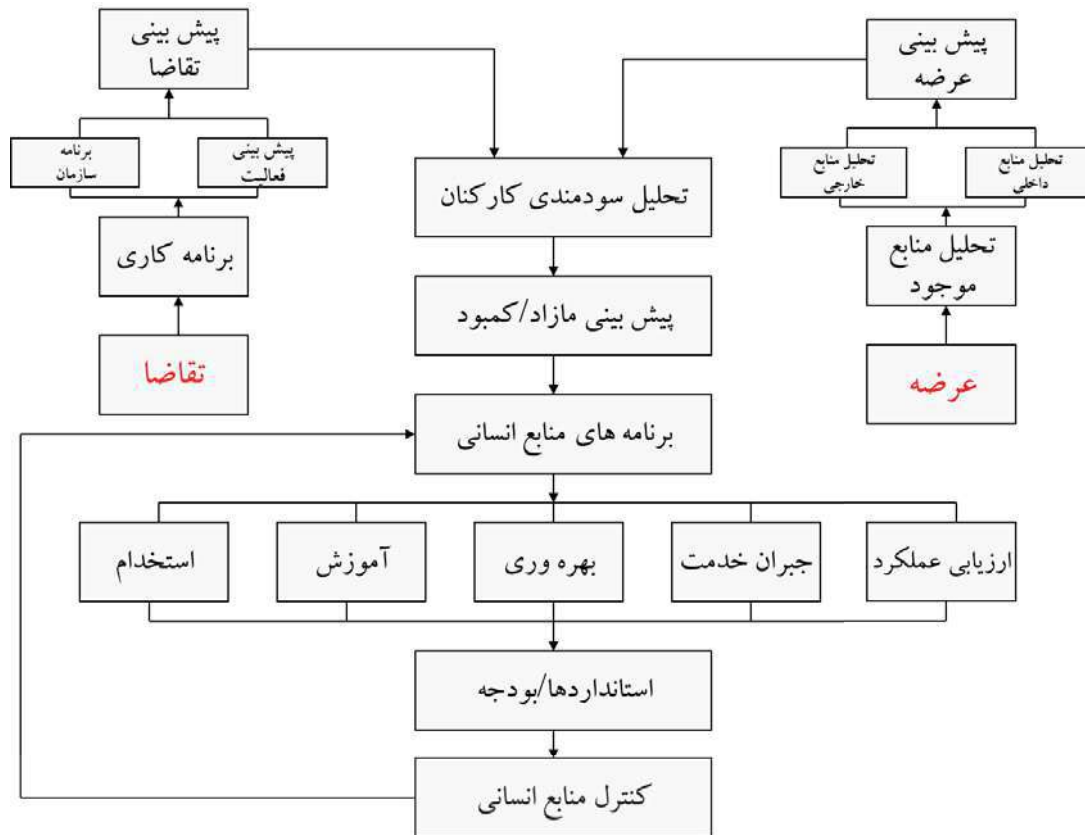 پیش بینی
تقاضا
پیش بینی
عرضه
برنامه
سازمان
پیش بینی
فعالیت
تحلیل منابع
خارجی
تحلیل منابع
داخلی
تحلیل سودمندی کارکنان
برنامه کاری
تحلیل منابع
موجود
پیش بینی مازاد/کمبود
تقاضا
عرضه
برنامه های منابع انسانی
استخدام
آموزش
بهره وری
جبران خدمت
ارزیابی عملکرد
استانداردها/بودجه
کنترل منابع انسانی